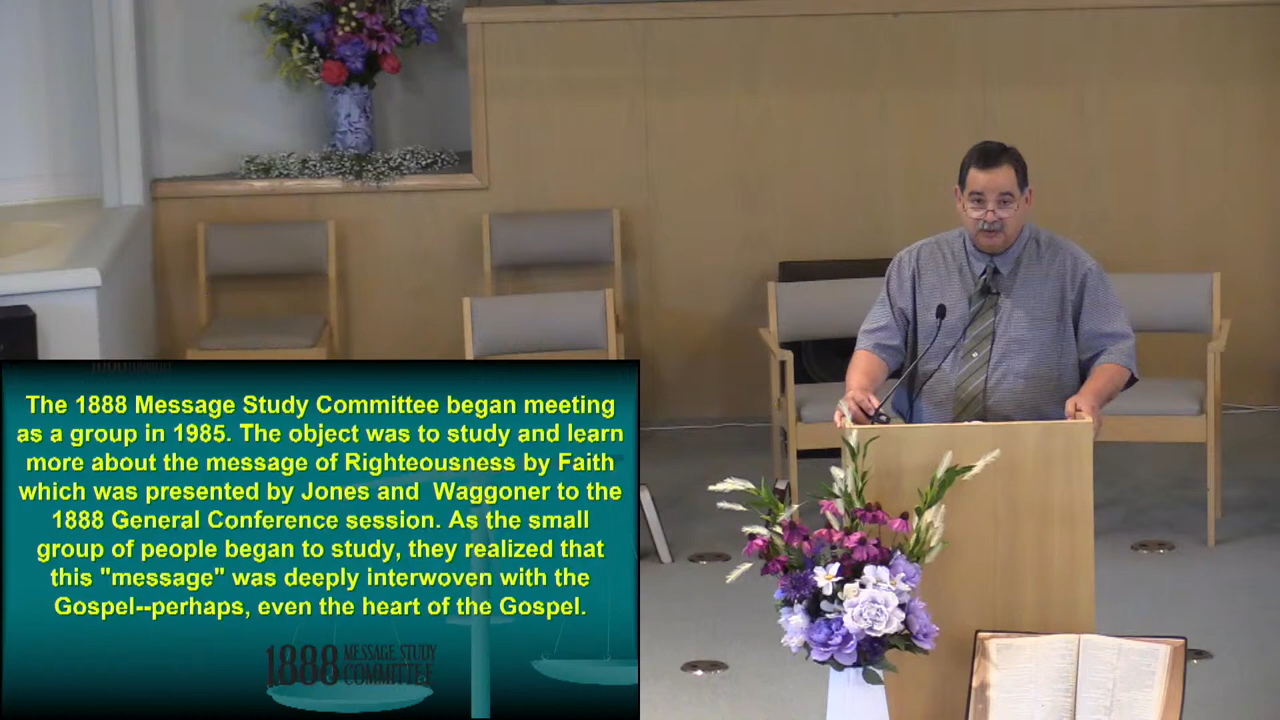 The 1888 Message Study Committee began meeting
as a group in 1985. The object was to study and learn
more about the message of Righteousness by Faith
which was presented by Jones and  Waggoner to the
1888 General Conference session. As the small
group of people began to study, they realized that
this "message" was deeply interwoven with the
Gospel--perhaps, even the heart of the Gospel.
1888 MESSAGE STUDY
COMMITTEE